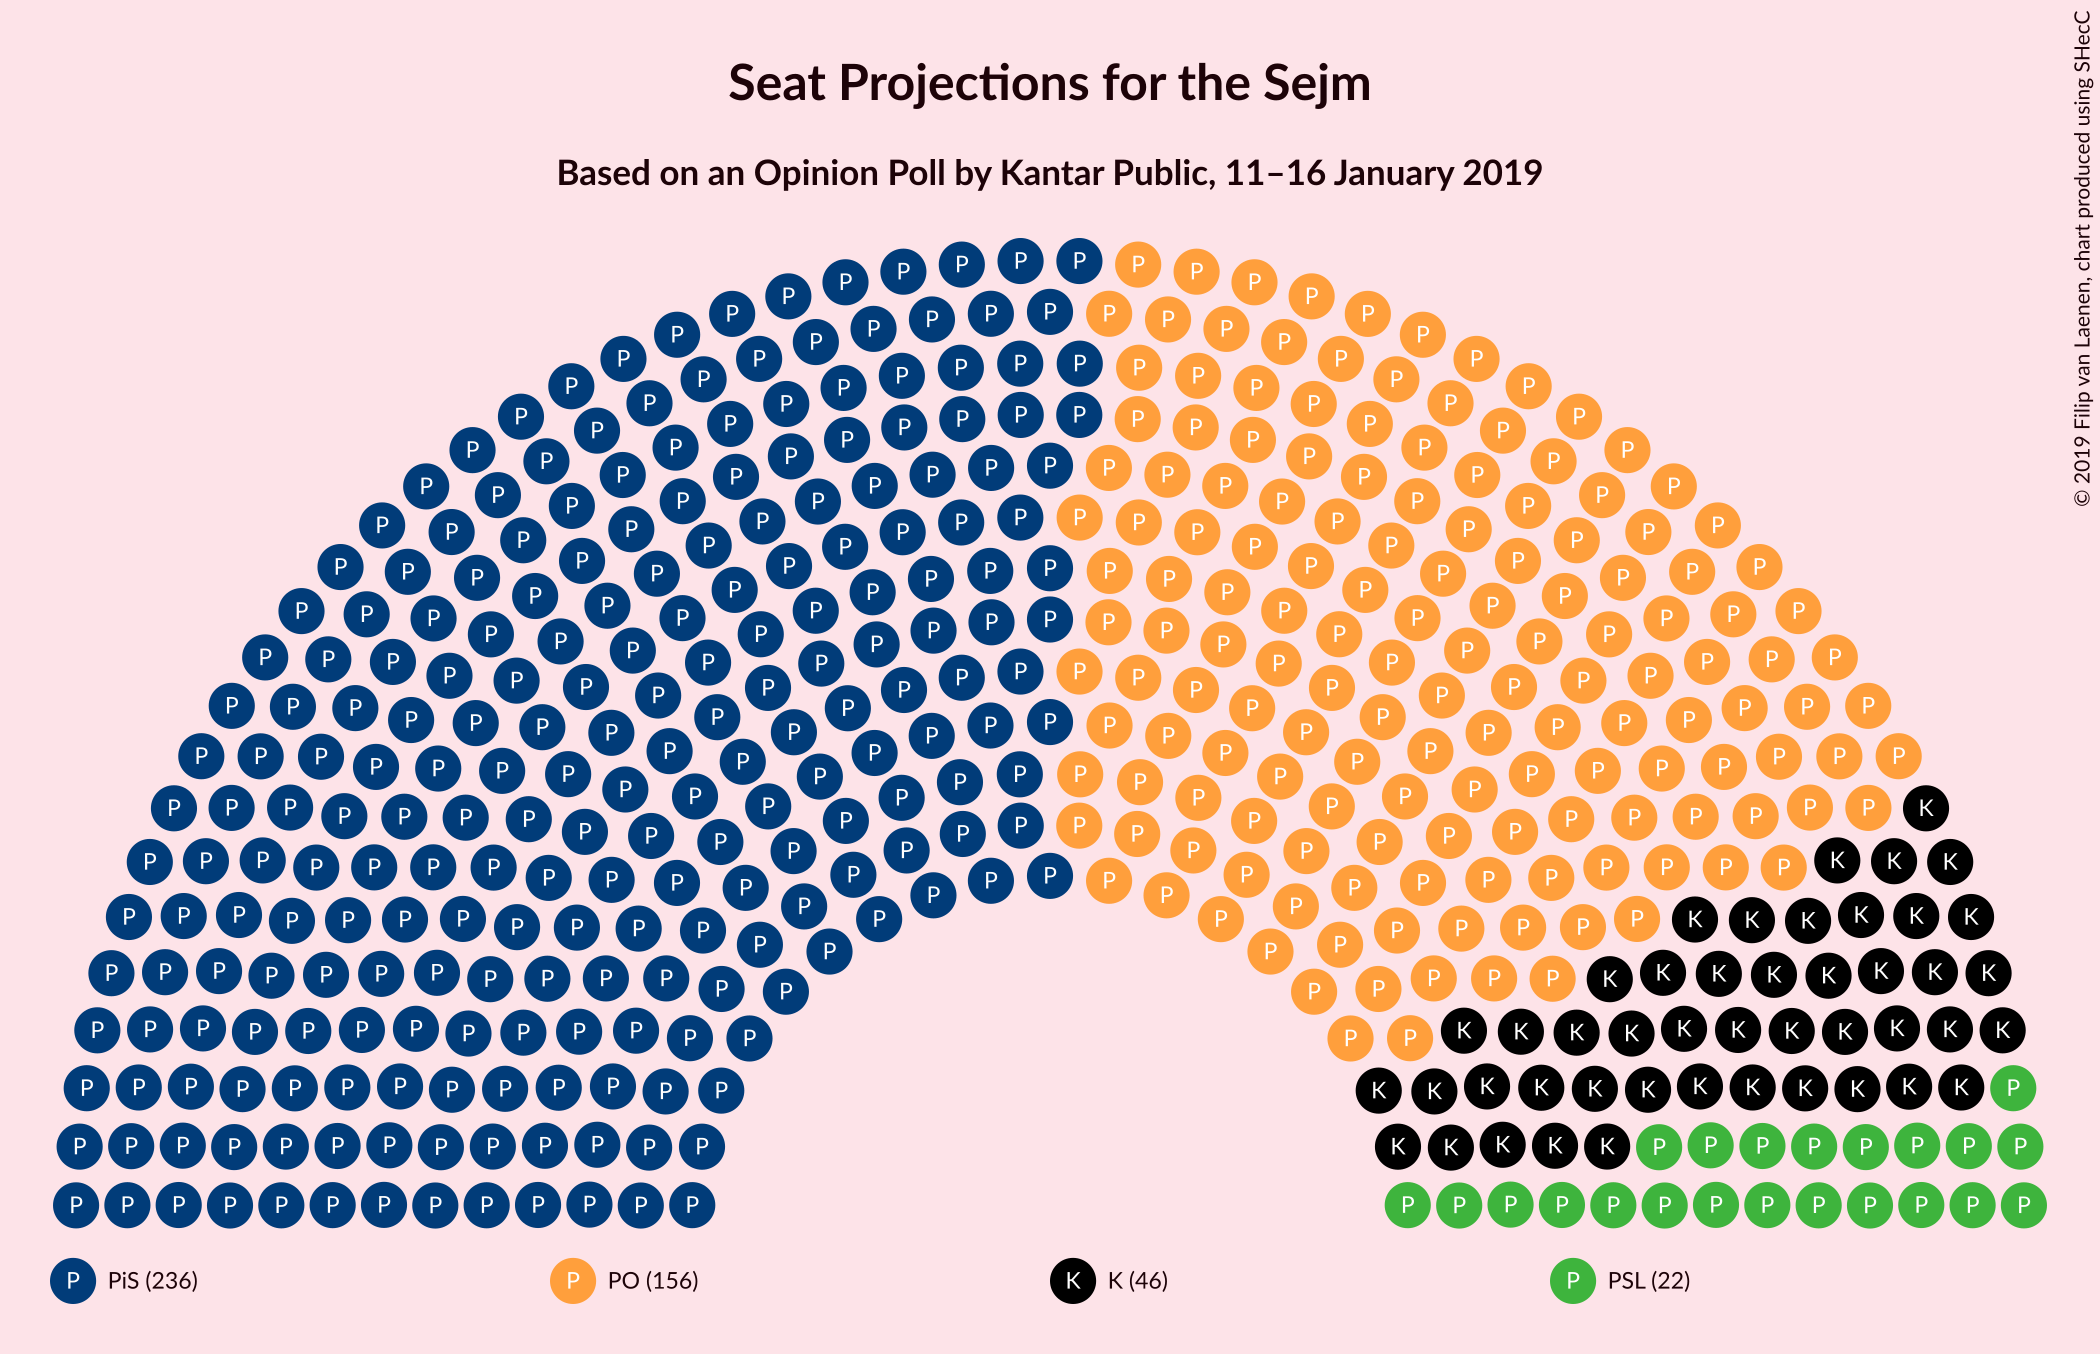 Seat Projections for the Sejm
Based on an Opinion Poll by Kantar Public, 11–16 January 2019
© 2019 Filip van Laenen, chart produced using SHecC
P PiS (236)
P PO (156)
K K (46)
P PSL (22)